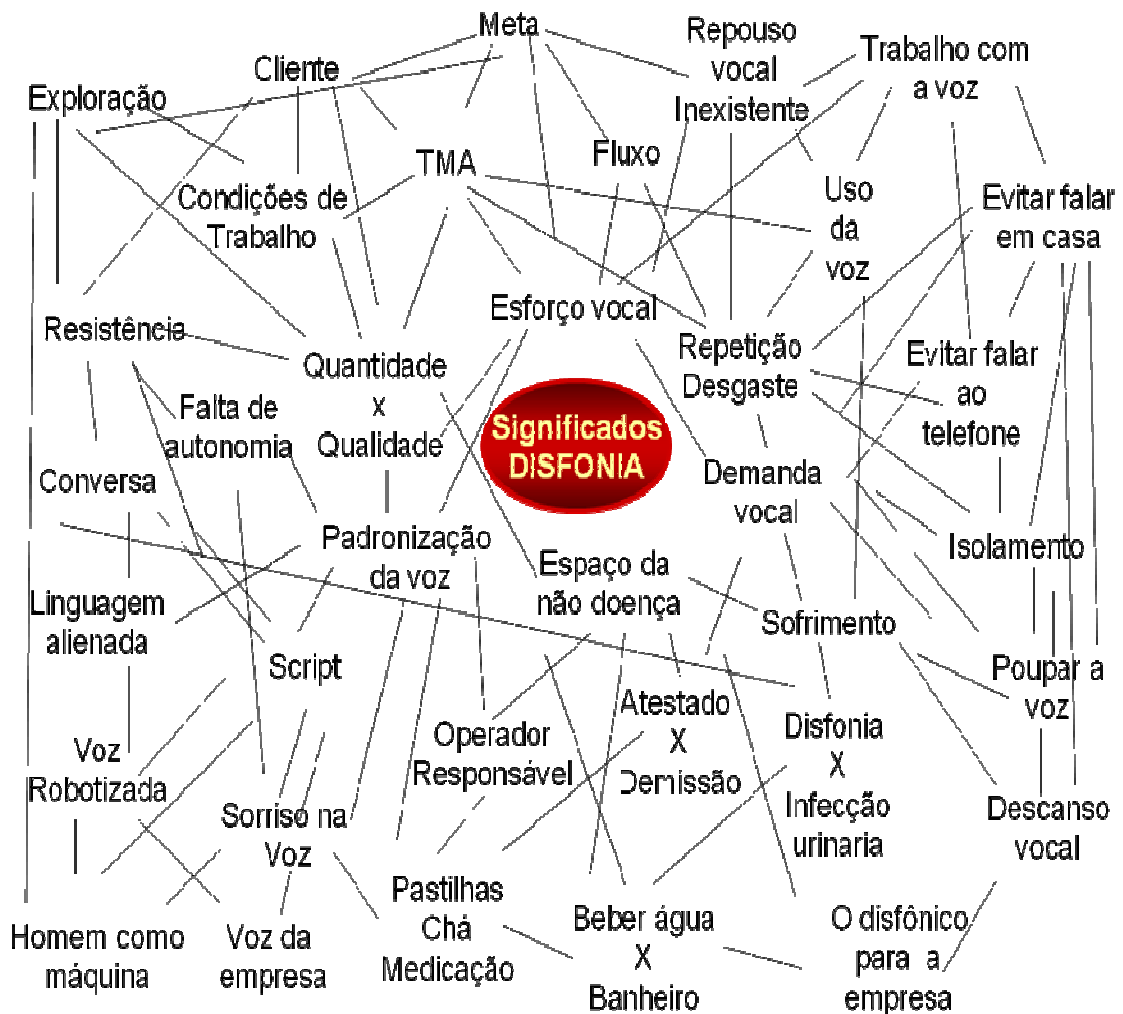 Meta
Repouso
vocal
Inexistente
Trabalho com
a voz
Cliente
Exploração
TMA
Fluxo
Condições de
Trabalho
Uso
da
voz
Evitar falar
em casa
Esforço vocal
Resistência
Quantidade
x
Qualidade
Repetição
Desgaste
Evitar falar
ao
telefone
Falta de
autonomia
Significados
DISFONIA
Conversa
Demanda
vocal
Padronização
da voz
Espaço da
não doença
Isolamento
Linguagem
alienada
Sofrimento
Script
Poupar a
voz
Atestado
X
Demissão
Disfonia
X
Infecção
urinaria
Operador
Responsável
Voz
Robotizada
Sorriso na
Voz
Descanso
vocal
Pastilhas
Chá
Medicação
Beber água
X
Banheiro
O disfônico
para a
empresa
Homem como
máquina
Voz da
empresa